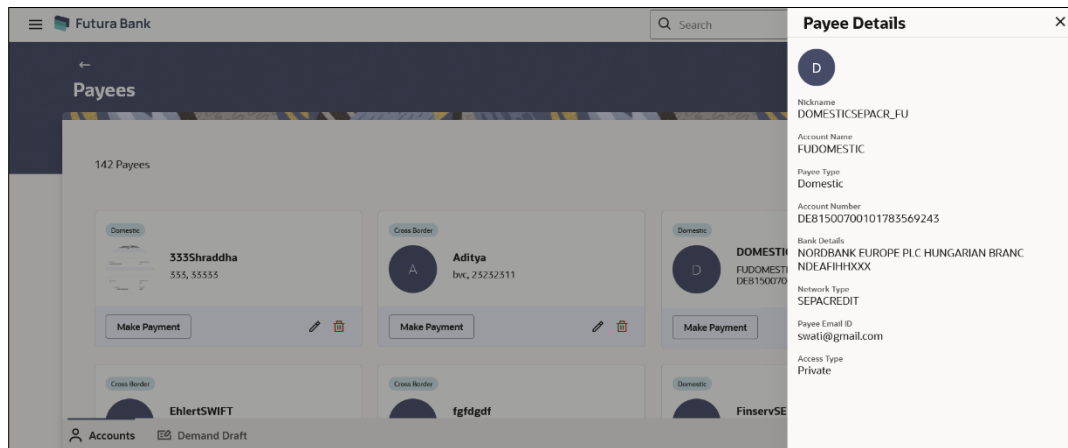 Futura Bank
Search
Payees
142 Payees
Domestic
333Shraddha
333, 33333
Make Payment
Cross Border
A
Aditya
bvc, 23232311
Make Payment
Domestic
D
DOMESTI
FUDOMESTI
DE8150070
Make Payment
Cross Border
EhlertSWIFT
Cross Border
fgfdgdf
Domestic
FinservSE
Accounts
Demand Draft
Payee Details
D
Nickname
DOMESTICSEPACR_FU
Account Name
FUDOMESTIC
Payee Type
Domestic
Account Number
DE81500700101783569243
Bank Details
NORDBANK EUROPE PLC HUNGARIAN BRANC
NDEAFIHHXXX
Network Type
SEPACREDIT
Payee Email ID
swati@gmail.com
Access Type
Private